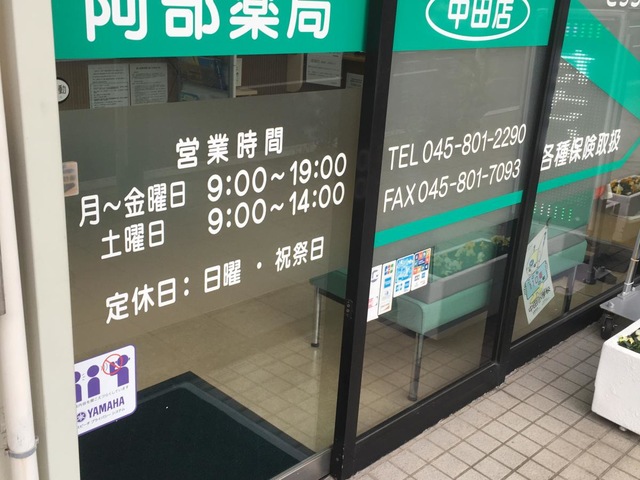 阿部薬局
中田店
営業時間
月～金曜日 9:00～19:00
土曜日 9:00～14:00
定休日：日曜・祝祭日
TEL 045-801-2290
FAX 045-801-7093
各種保険取扱
YAMAHA